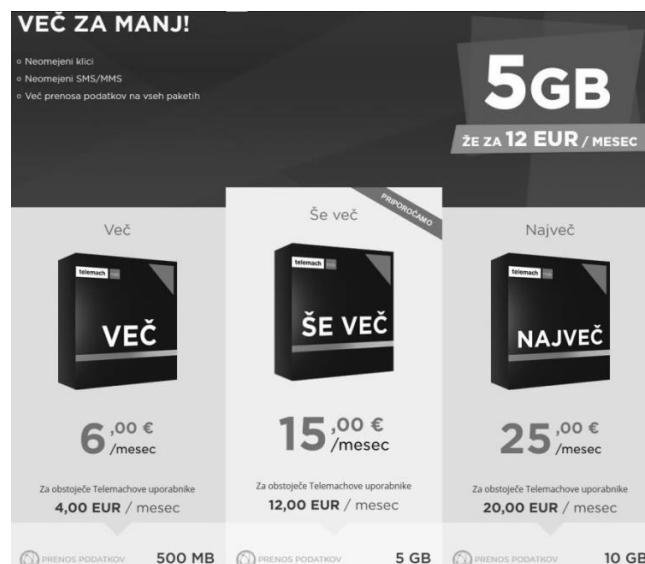 VEČ ZA MANJ!
Neomejeni klici
Neomejeni SMS/MMS
Več prenosa podatkov na vseh paketih
5GB
ŽE ZA 12 EUR / MESEC
Več
telemach
VEČ
6,00 €
/mesec
Za obstoječe Telemachove uporabnike
4,00 EUR / mesec
PRENOS PODATKOV 500 MB
PRIPOROČAMO
Še več
telemach
ŠE VEČ
15,00 €
/mesec
Za obstoječe Telemachove uporabnike
12,00 EUR / mesec
PRENOS PODATKOV 5 GB
Največ
telemach
NAJVEČ
25,00 €
/mesec
Za obstoječe Telemachove uporabnike
20,00 EUR / mesec
PRENOS PODATKOV 10 GB